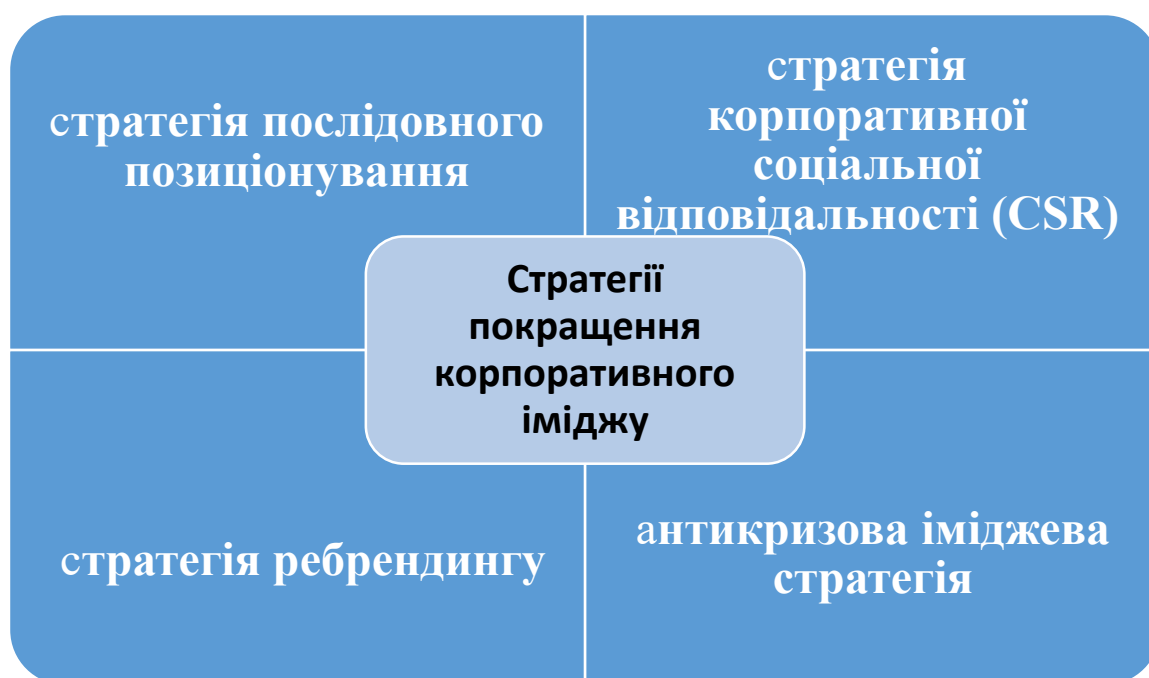 стратегія послідовного
позиціонування
стратегія
корпоративної
соціальної
відповідальності (CSR)
Стратегії
покращення
корпоративного
іміджу
стратегія ребрендингу
антикризова іміджева
стратегія